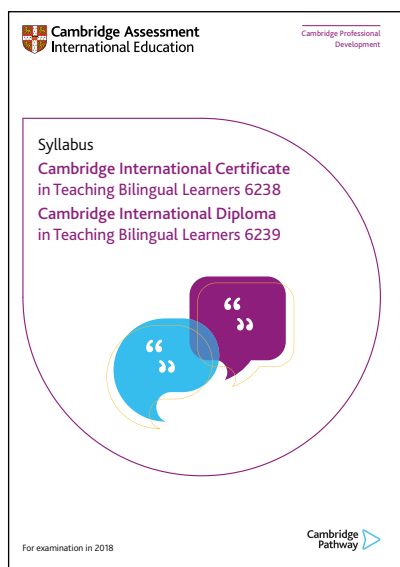 Cambridge Assessment
International Education
Cambridge Professional
Development
Syllabus
Cambridge International Certificate
in Teaching Bilingual Learners 6238
Cambridge International Diploma
in Teaching Bilingual Learners 6239
“ ”
“ ”
For examination in 2018
Cambridge
Pathway